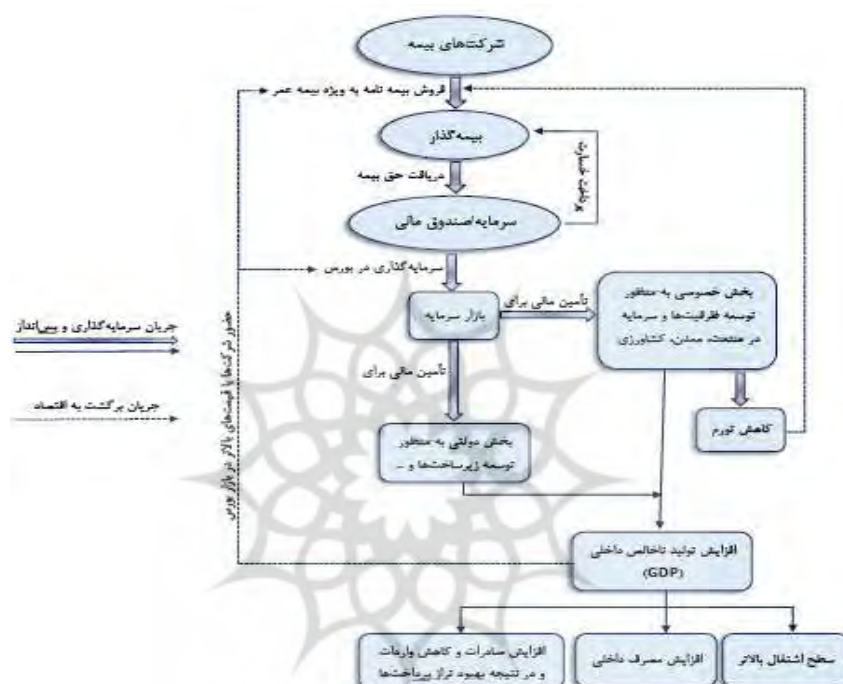 شرکت‌های بیمه
فروش بیمه نامه به ویژه بیمه عمر
بیمه‌گذار
پرداخت خسارت
دریافت حق بیمه
سرمایه/صندوق مالی
سرمایه‌گذاری در بورس
بازار سرمایه
تأمین مالی برای
بخش خصوصی به منظور
توسعه ظرفیت‌ها و سرمایه
در صنعت، معدن، کشاورزی
جریان سرمایه‌گذاری و پس‌انداز
جریان برگشت به اقتصاد
حضور شرکت‌ها با قیمت‌های بالاتر در بازار بورس
تأمین مالی برای
کاهش تورم
بخش دولتی به منظور
توسعه زیرساخت‌ها و ...
افزایش تولید ناخالص داخلی
(GDP)
سطح اشتغال بالاتر
افزایش مصرف داخلی
افزایش صادرات و کاهش واردات
و در نتیجه بهبود تراز پرداخت‌ها